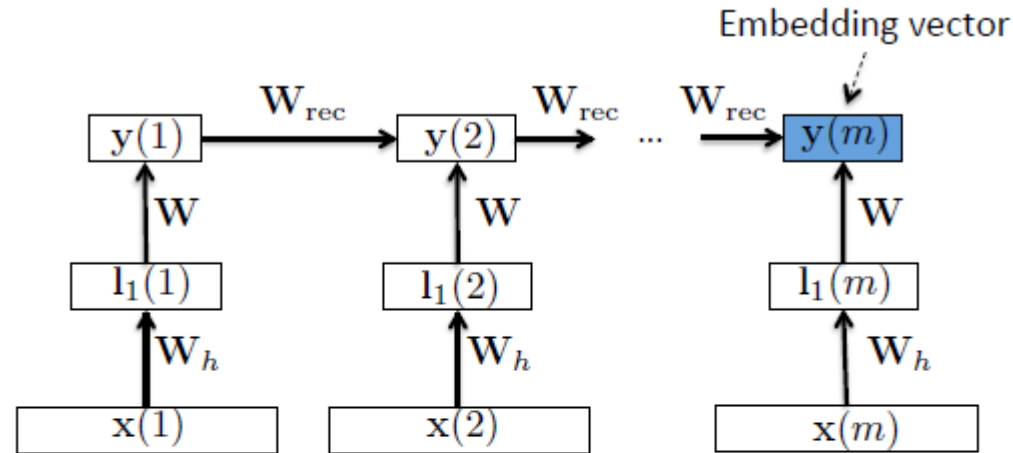 Embedding vector
W_rec W_rec W_rec
y(1) y(2) ... y(m)
W W W
l_1(1) l_1(2) l_1(m)
W_h W_h W_h
x(1) x(2) x(m)